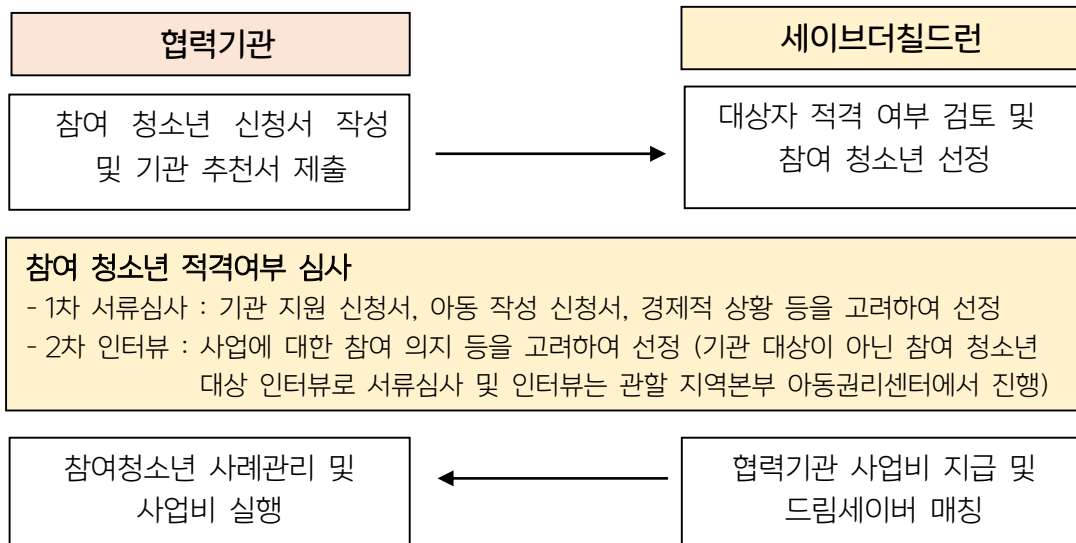 협력기관
세이브더칠드런
참여 청소년 신청서 작성
및 기관 추천서 제출
대상자 적격 여부 검토 및
참여 청소년 선정
참여 청소년 적격여부 심사
- 1차 서류심사 : 기관 지원 신청서, 아동 작성 신청서, 경제적 상황 등을 고려하여 선정
- 2차 인터뷰 : 사업에 대한 참여 의지 등을 고려하여 선정 (기관 대상이 아닌 참여 청소년
대상 인터뷰로 서류심사 및 인터뷰는 관할 지역본부 아동권리센터에서 진행)
참여청소년 사례관리 및
사업비 실행
협력기관 사업비 지급 및
드림세이버 매칭